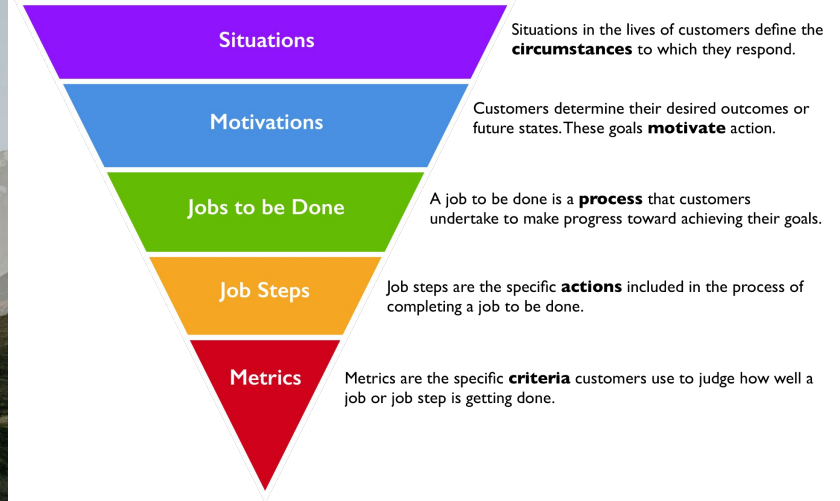 Situations
Situations in the lives of customers define the
circumstances to which they respond.
Motivations
Customers determine their desired outcomes or
future states. These goals motivate action.
Jobs to be Done
A job to be done is a process that customers
undertake to make progress toward achieving their goals.
Job Steps
Job steps are the specific actions included in the process of
completing a job to be done.
Metrics
Metrics are the specific criteria customers use to judge how well a
job or job step is getting done.